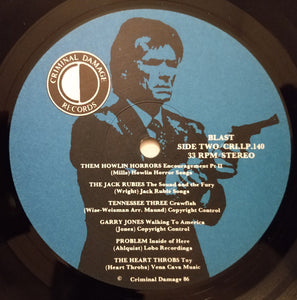 CRIMINAL DAMAGE
RECORDS
BLAST
SIDE TWO-CRLLP.140
33 RPM-STEREO
THEM HOWLIN HORRORS Encouragement Pt.II
(Mills) Howlin Horror Songs
THE JACK RUBIES The Sound and the Fury
(Wright) Jack Rubie Songs
TENNESSEE THREE Crawfish
(Wise-Weisman Arr. Maund) Copyright Control
GARRY JONES Walking To America
(Jones) Copyright Control
PROBLEM Inside of Here
(Ahlquist) Lobo Recordings
THE HEART THROBS Toy
(Heart Throbs) Vena Cava Music
© Criminal Damage 86